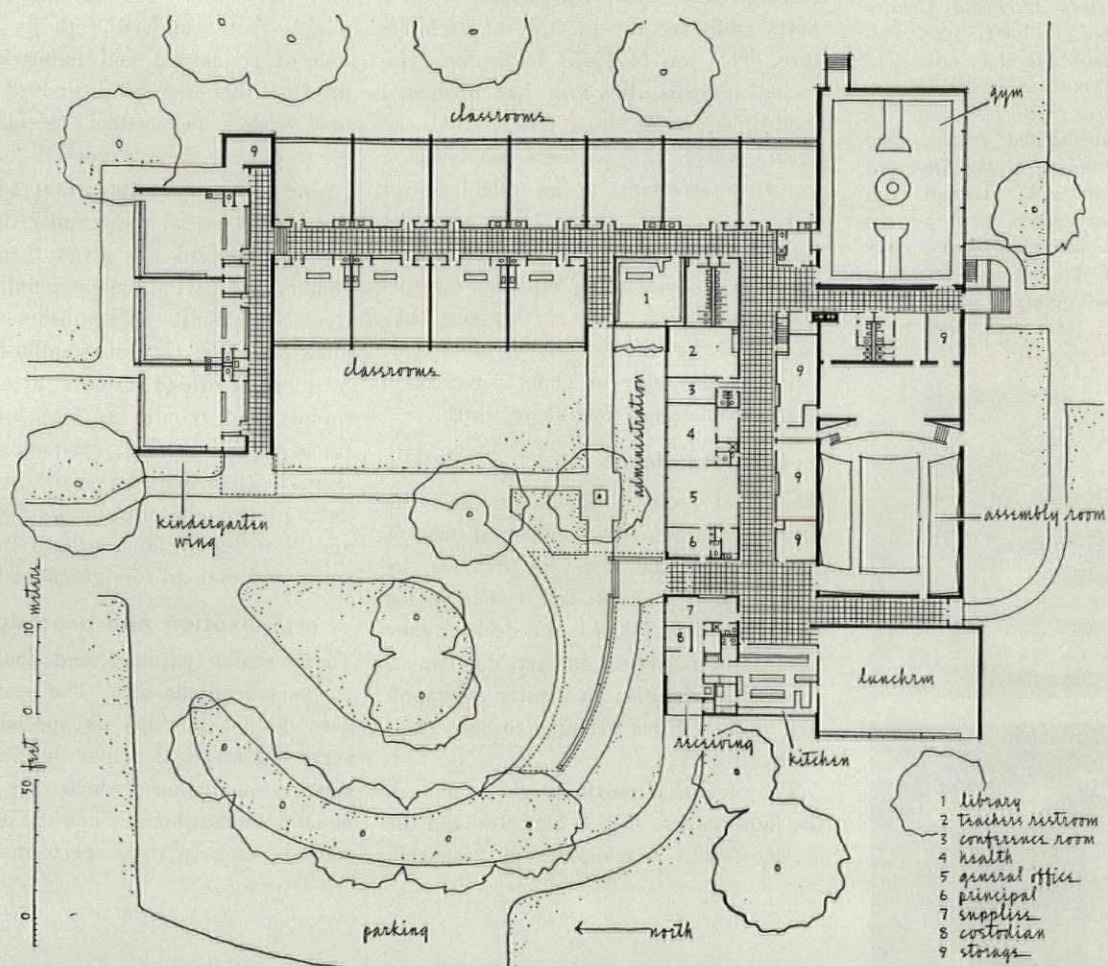 gym
classrooms
9
1
2
3
4
5
6
9
9
9
9
administration
classrooms
kindergarten
wing
assembly room
7
8
lunchrm
receiving
kitchen
meters
10
0
feet
50
0
parking
north
1 library
2 teachers restroom
3 conference room
4 health
5 general office
6 principal
7 supplies
8 custodian
9 storage